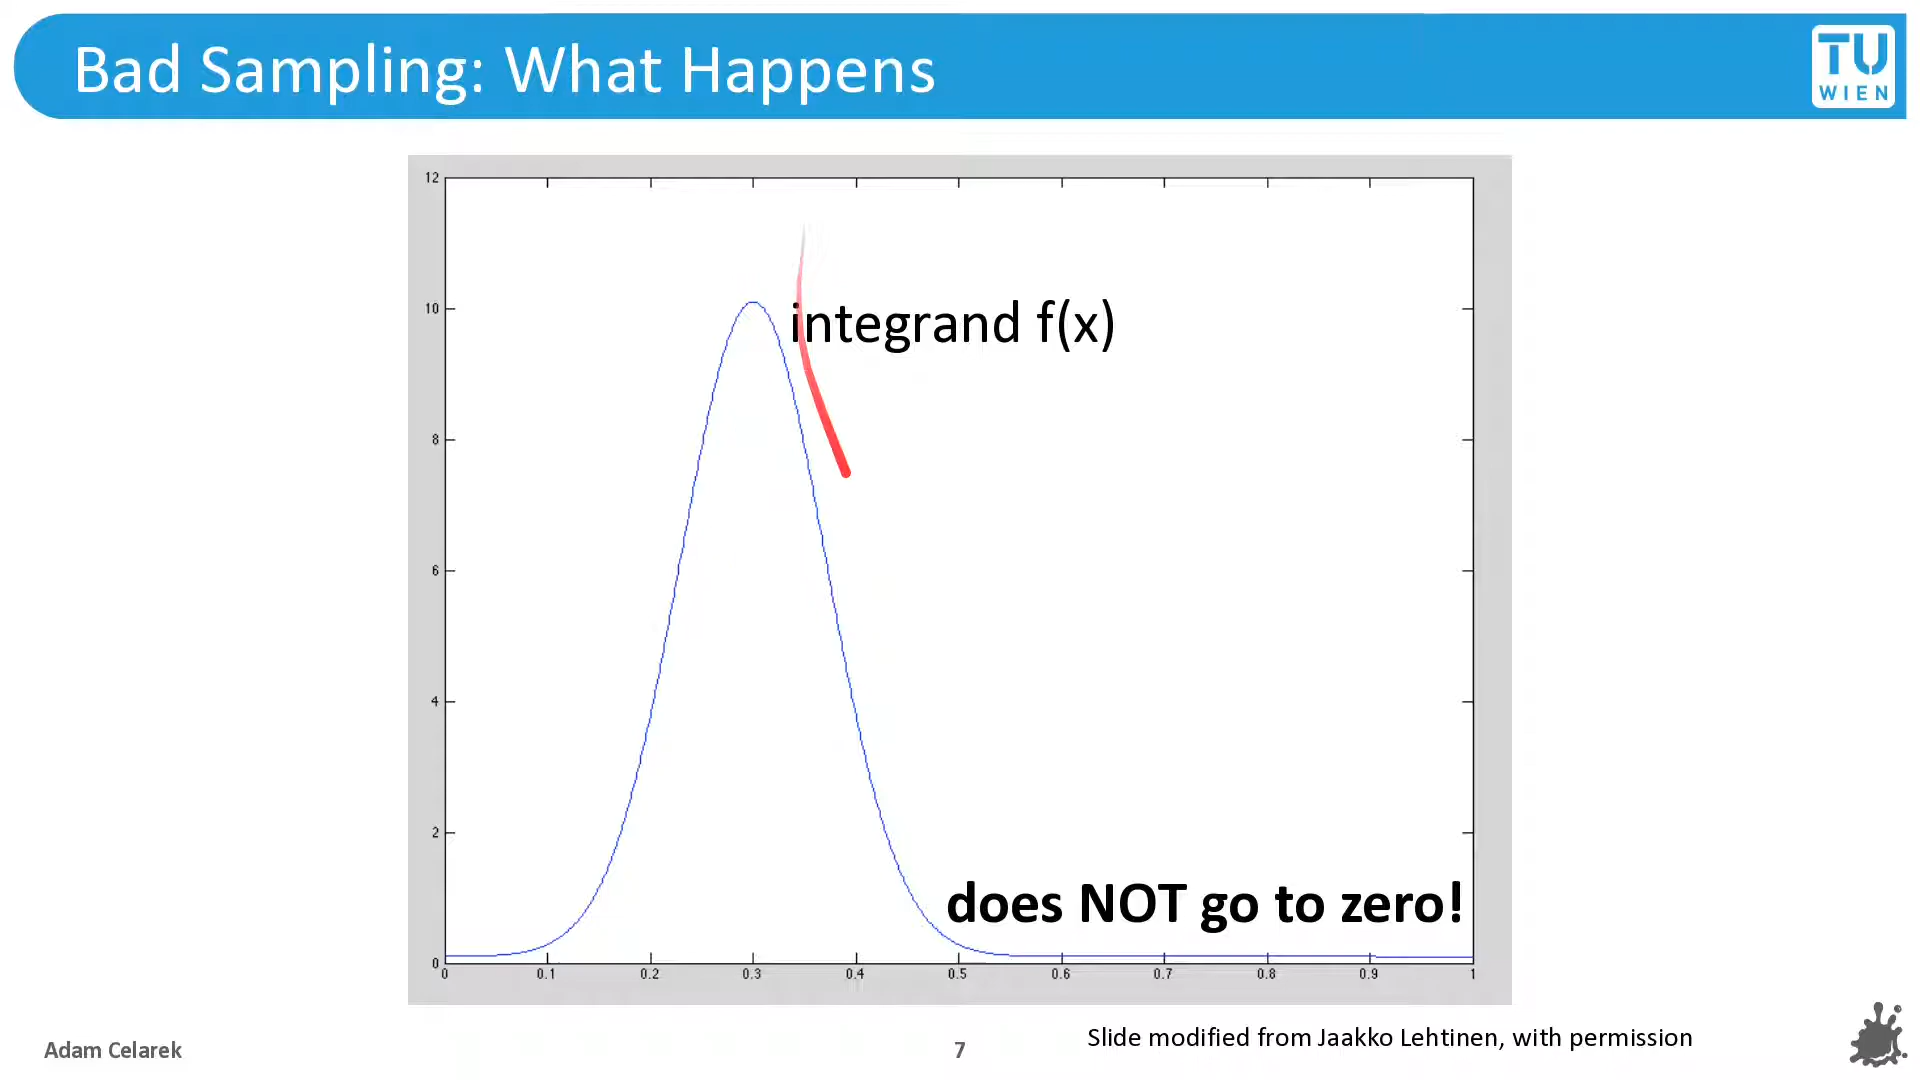 Bad Sampling: What Happens
TU
WIEN
12
10
8
6
4
2
0
integrand f(x)
does NOT go to zero!
0 0.1 0.2 0.3 0.4 0.5 0.6 0.7 0.8 0.9 1
Adam Celarek
7
Slide modified from Jaakko Lehtinen, with permission